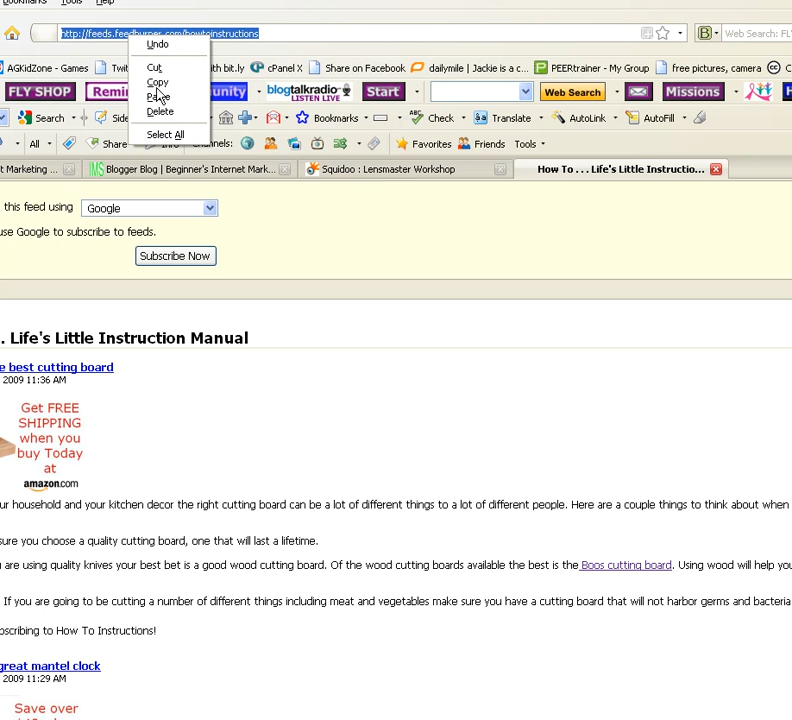 Bookmarks Tools Help
http://feeds.feedburner.com/howtoinstructions
Web Search: FLY
Undo
Cut
Copy
Delete
Select All
AGKidZone - Games
with bit.ly
cPanel X
Share on Facebook
dailymile | Jackie is a c...
PEERtrainer - My Group
free pictures, camera
FLY SHOP
blogtalkradio
LISTEN LIVE
Start
Web Search
Missions
Search
Bookmarks
Check
Translate
AutoLink
AutoFill
All
Share
Favorites
Friends
Tools
t Marketing ...
Blogger Blog | Beginner's Internet Mark...
Squidoo : Lensmaster Workshop
How To . . . Life's Little Instructio...
this feed using
Google
use Google to subscribe to feeds.
Subscribe Now
. Life's Little Instruction Manual
e best cutting board
2009 11:36 AM
Get FREE
SHIPPING
when you
buy Today
at
amazon.com
ur household and your kitchen decor the right cutting board can be a lot of different things to a lot of different people. Here are a couple things to think about when
sure you choose a quality cutting board, one that will last a lifetime.
are using quality knives your best bet is a good wood cutting board. Of the wood cutting boards available the best is the Boos cutting board. Using wood will help you
If you are going to be cutting a number of different things including meat and vegetables make sure you have a cutting board that will not harbor germs and bacteria
bscribing to How To Instructions!
great mantel clock
2009 11:29 AM
Save over